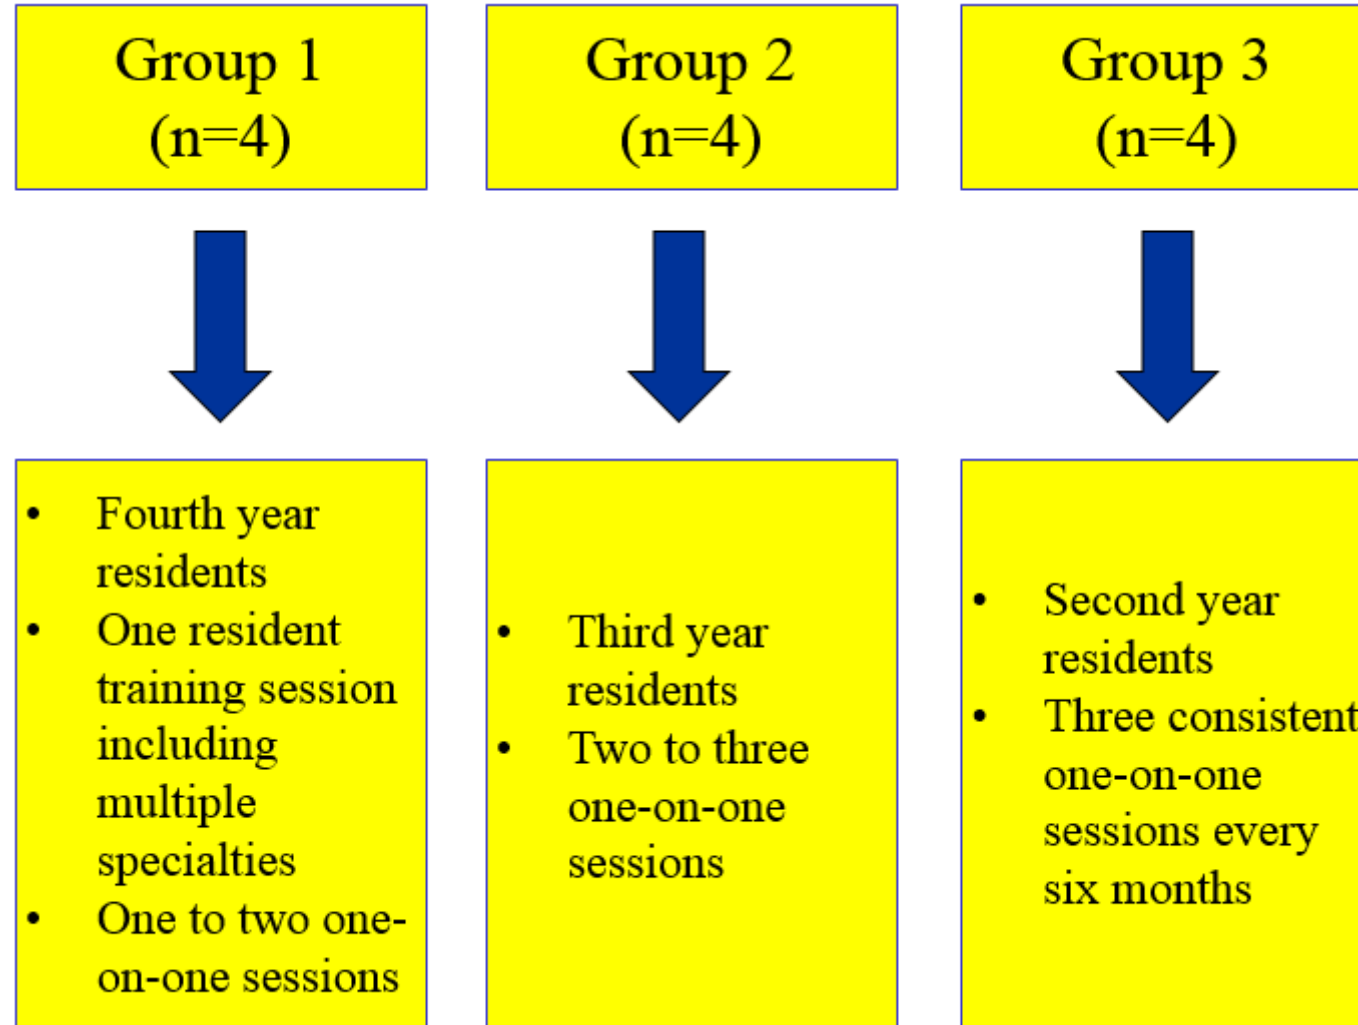 Group 1
(n=4)
Group 2
(n=4)
Group 3
(n=4)
• Fourth year
residents
• One resident
training session
including
multiple
specialties
• One to two one-
on-one sessions
• Third year
residents
• Two to three
one-on-one
sessions
• Second year
residents
• Three consistent
one-on-one
sessions every
six months